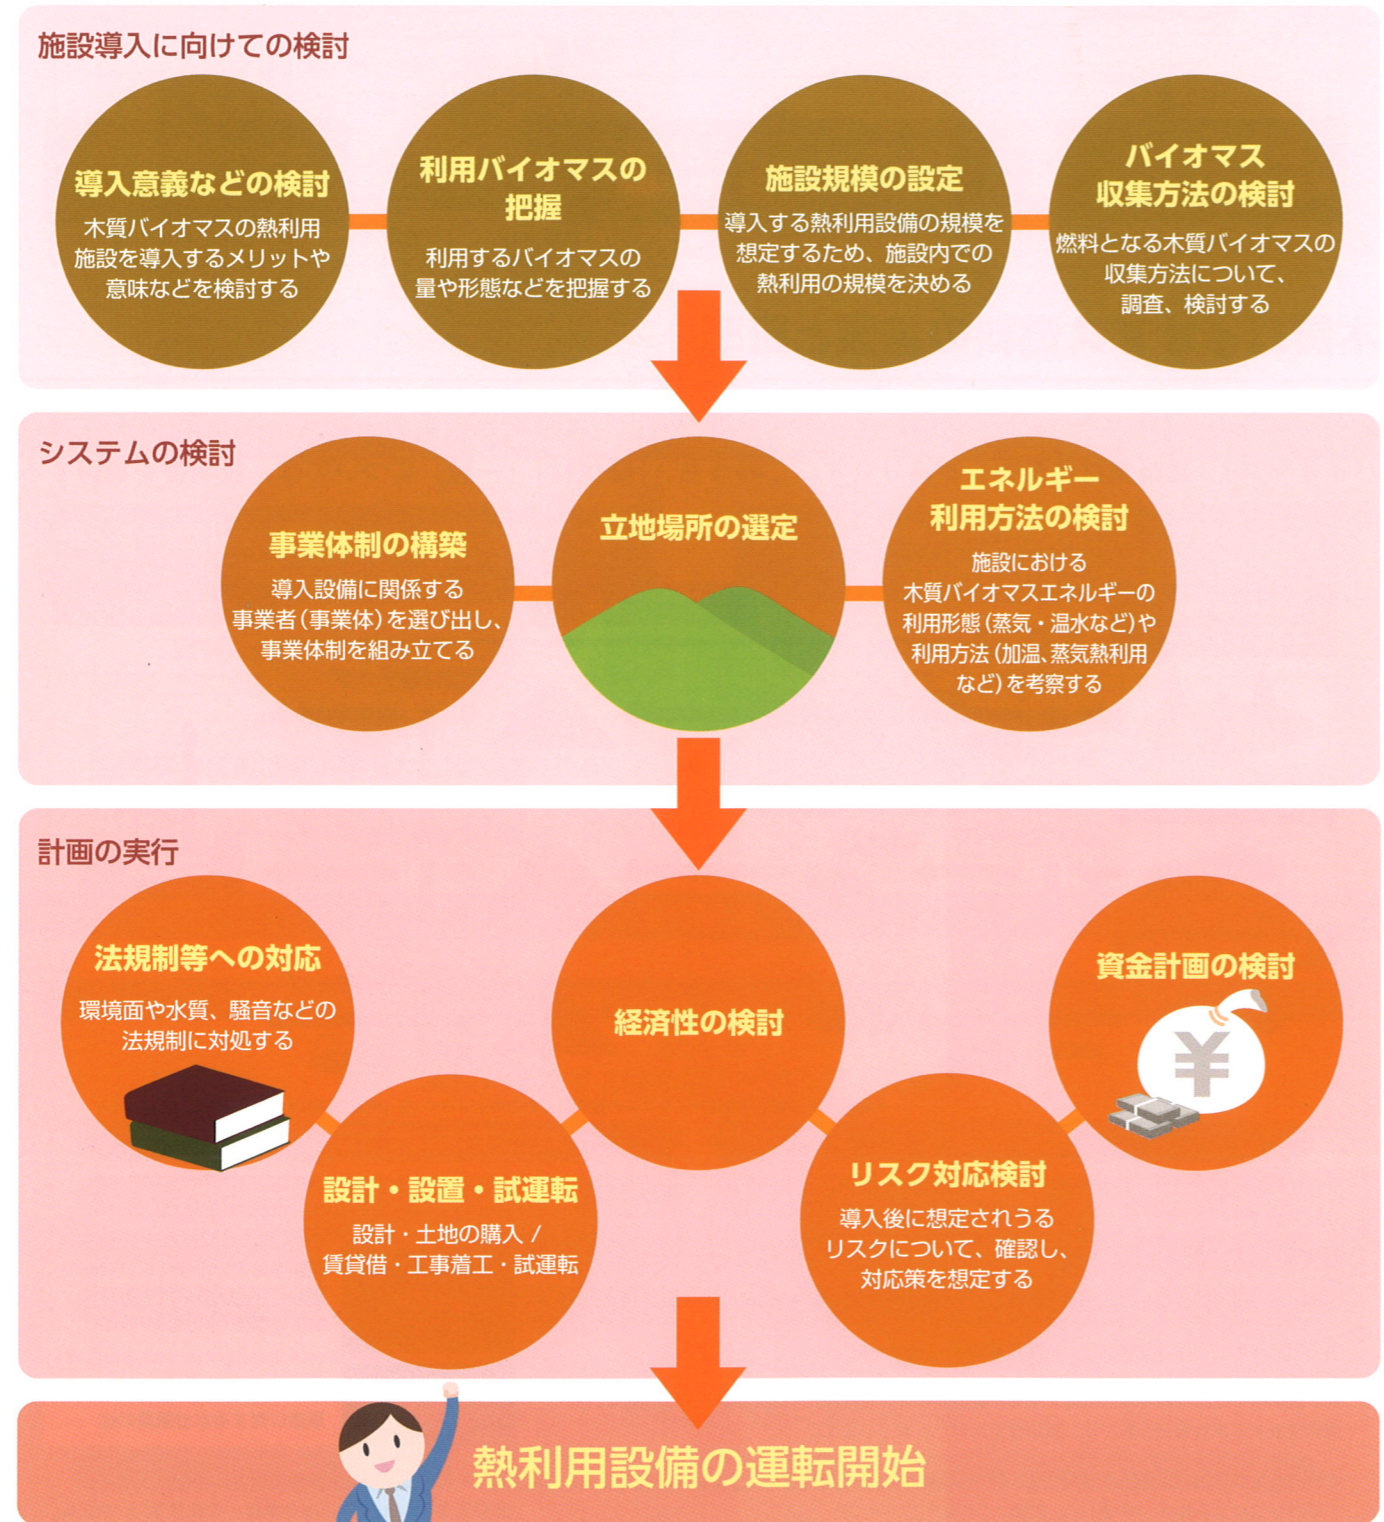 施設導入に向けての検討
導入意義などの検討
木質バイオマスの熱利用
施設を導入するメリットや
意味などを検討する
利用バイオマスの
把握
利用するバイオマスの
量や形態などを把握する
施設規模の設定
導入する熱利用設備の規模を
想定するため、施設内での
熱利用の規模を決める
バイオマス
収集方法の検討
燃料となる木質バイオマスの
収集方法について、
調査、検討する
システムの検討
事業体制の構築
導入設備に関係する
事業者（事業体）を選び出し、
事業体制を組み立てる
立地場所の選定
エネルギー
利用方法の検討
施設における
木質バイオマスエネルギーの
利用形態（蒸気・温水など）や
利用方法（加温、蒸気熱利用
など）を考察する
計画の実行
法規制等への対応
環境面や水質、騒音などの
法規制に対処する
設計・設置・試運転
設計・土地の購入 /
賃貸借・工事着工・試運転
経済性の検討
リスク対応検討
導入後に想定されうる
リスクについて、確認し、
対応策を想定する
資金計画の検討
¥
熱利用設備の運転開始